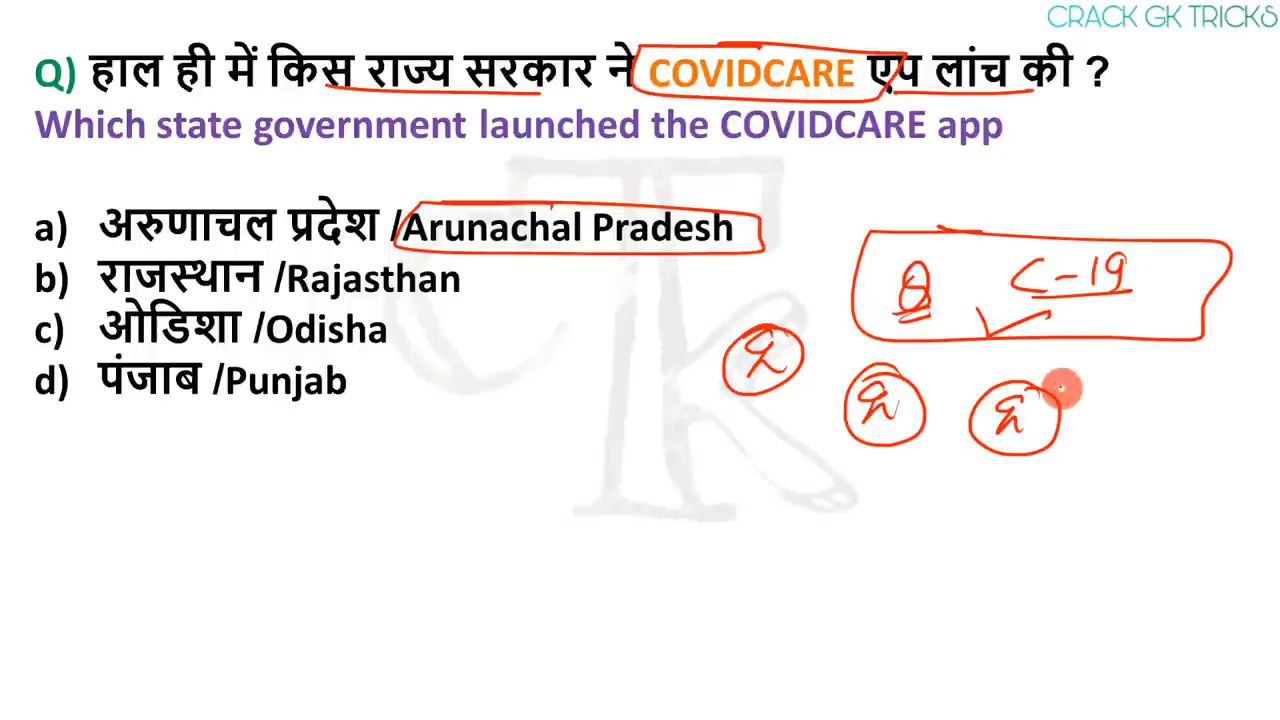 CRACK GK TRICKS
Q) हाल ही में किस राज्य सरकार ने COVIDCARE एप लांच की ?
Which state government launched the COVIDCARE app
a) अरुणाचल प्रदेश /Arunachal Pradesh
b) राजस्थान /Rajasthan
c) ओडिशा /Odisha
d) पंजाब /Punjab
C-19